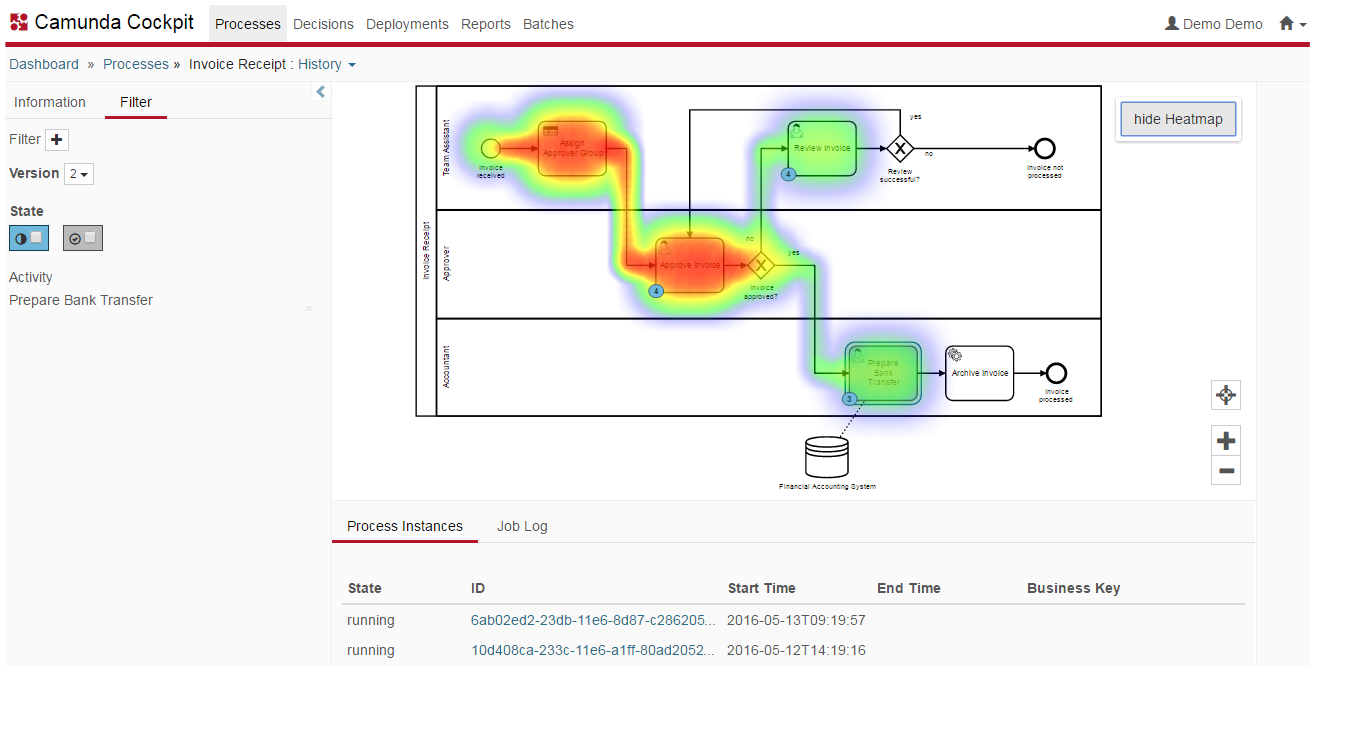 Camunda Cockpit Processes Decisions Deployments Reports Batches Demo Demo
Dashboard » Processes » Invoice Receipt : History
Information Filter
Filter
Version 2
State
Activity
Prepare Bank Transfer
hide Heatmap
Invoice Receipt
Team Assistant
Invoice
received
Assign
Approver Group
Review Invoice
4
yes
no
Review
successful?
Invoice not
processed
Approver
Approve Invoice
4
no
yes
Invoice
approved?
Accountant
Prepare
Bank
Transfer
3
Archive Invoice
Invoice
processed
Financial Accounting System
Process Instances Job Log
State ID Start Time End Time Business Key
running 6ab02ed2-23db-11e6-8d87-c286205... 2016-05-13T09:19:57
running 10d408ca-233c-11e6-a1ff-80ad2052... 2016-05-12T14:19:16